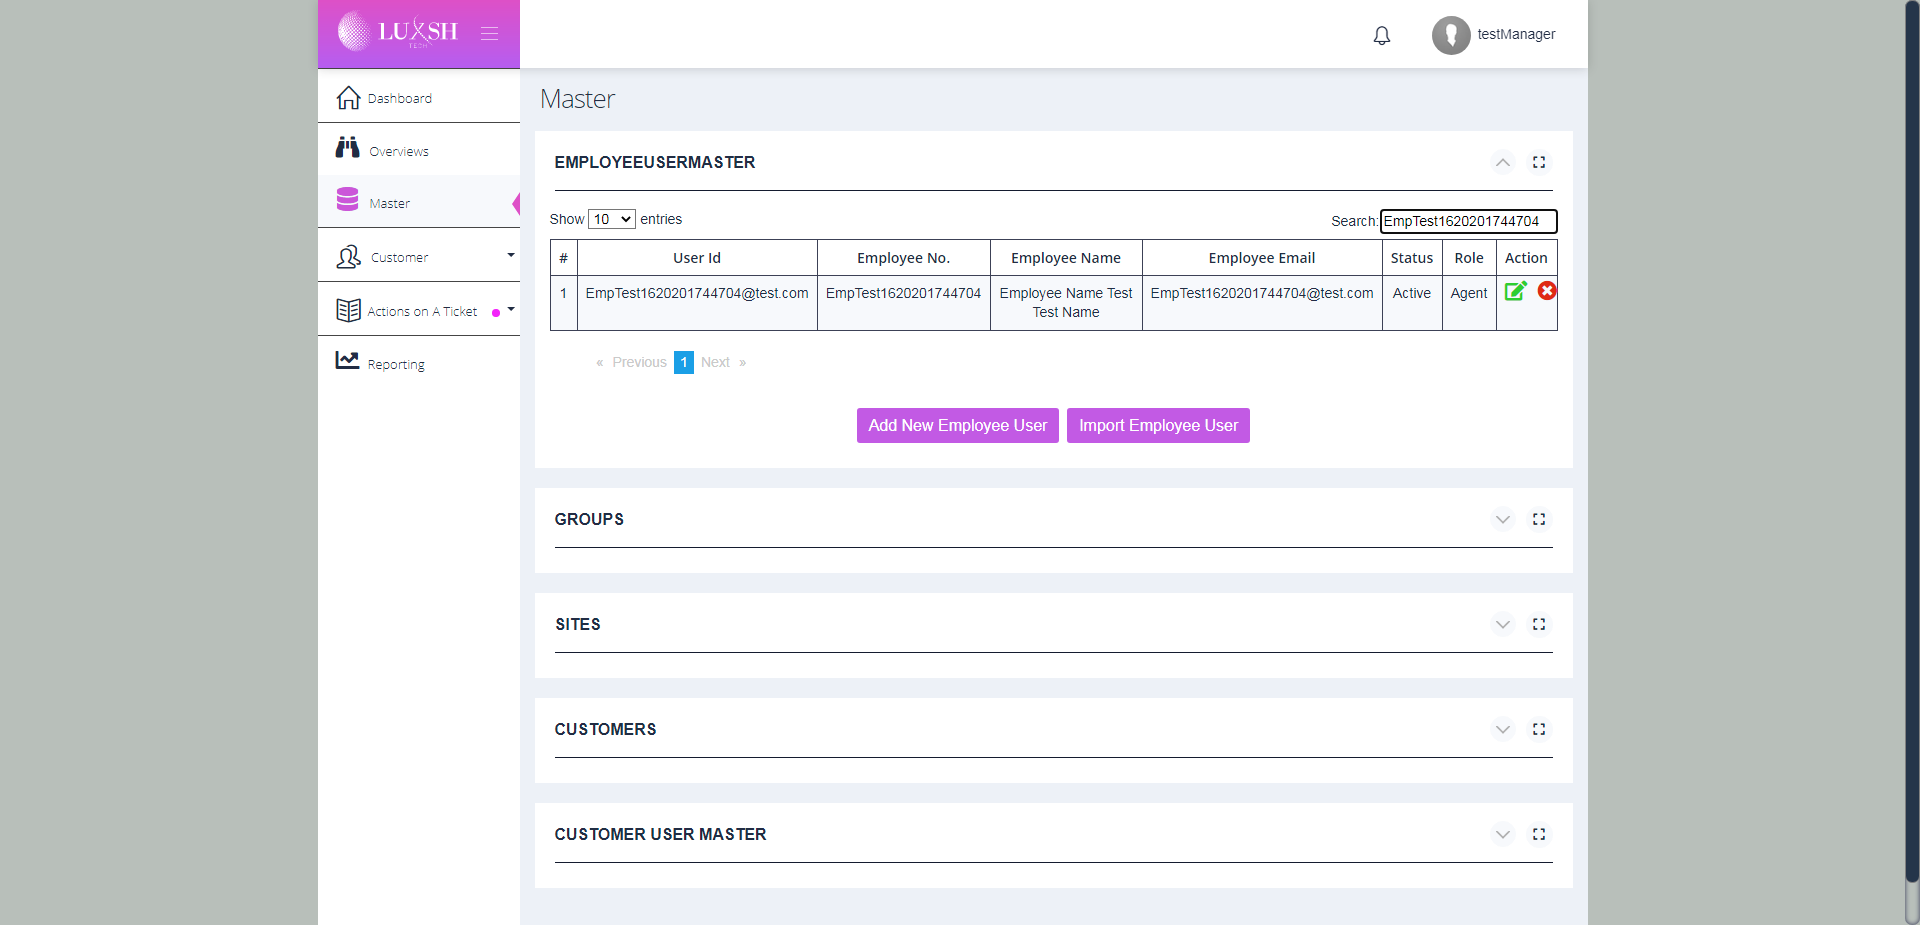 LUXSH
TECH
testManager
Dashboard
Overviews
Master
Customer
Actions on A Ticket
Reporting
Master
EMPLOYEEUSERMASTER
Show 10 entries
Search: EmpTest1620201744704
# User Id Employee No. Employee Name Employee Email Status Role Action
1 EmpTest1620201744704@test.com EmpTest1620201744704 Employee Name Test EmpTest1620201744704@test.com Active Agent
Test Name
« Previous 1 Next »
Add New Employee User Import Employee User
GROUPS
SITES
CUSTOMERS
CUSTOMER USER MASTER